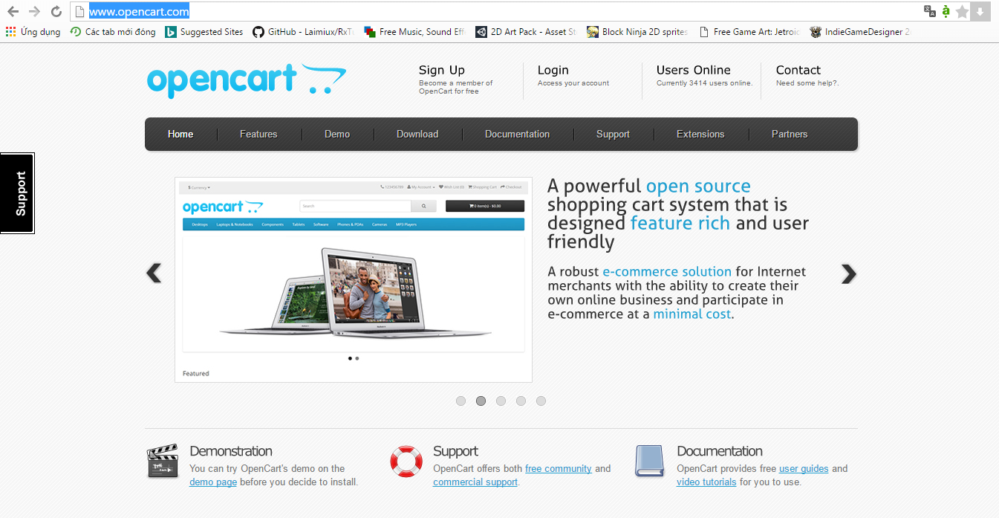 www.opencart.com
Ứng dụng
Các tab mới đóng
Suggested Sites
GitHub - Laimiux/RxT
Free Music, Sound Eff
2D Art Pack - Asset St
Block Ninja 2D sprites
Free Game Art: Jetroic
IndieGameDesigner 2
opencart
Sign Up
Become a member of
OpenCart for free
Login
Access your account
Users Online
Currently 3414 users online.
Contact
Need some help?.
Home
Features
Demo
Download
Documentation
Support
Extensions
Partners
Support
$ Currency
123456789
My Account
Wish List (0)
Shopping Cart
Checkout
opencart
Search
0 item(s) - $0.00
Desktops
Laptops & Notebooks
Components
Tablets
Software
Phones & PDAs
Cameras
MP3 Players
Featured
A powerful open source
shopping cart system that is
designed feature rich and user
friendly
A robust e-commerce solution for Internet
merchants with the ability to create their
own online business and participate in
e-commerce at a minimal cost.
Demonstration
You can try OpenCart's demo on the
demo page before you decide to install.
Support
OpenCart offers both free community and
commercial support.
Documentation
OpenCart provides free user guides and
video tutorials for you to use.